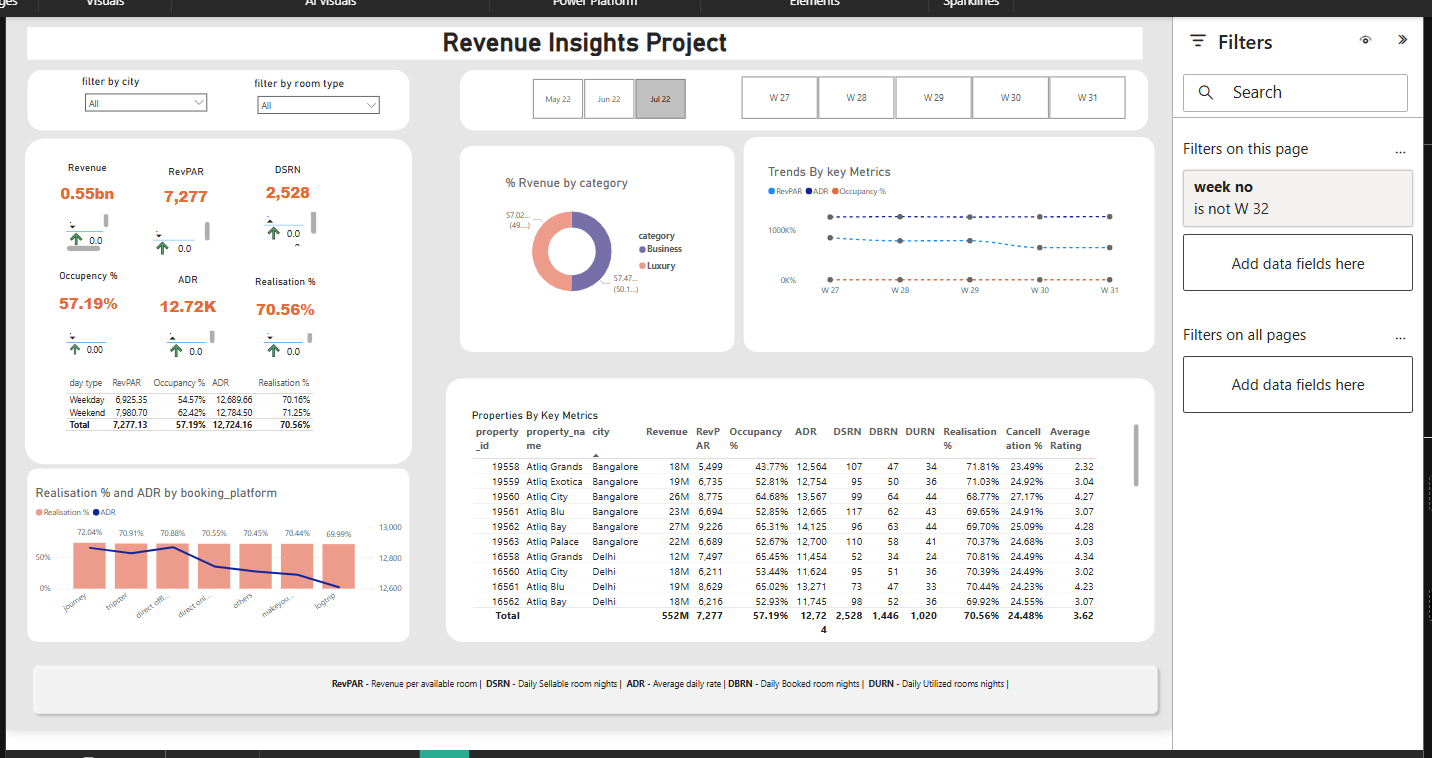 Visuals
AI visuals
Power Platform
Elements
Sparklines
Revenue Insights Project
filter by city
All
filter by room type
All
May 22
Jun 22
Jul 22
W 27
W 28
W 29
W 30
W 31
Revenue
0.55bn
0.0
RevPAR
7,277
0.0
DSRN
2,528
0.0
Occupency %
57.19%
0.00
ADR
12.72K
0.0
Realisation %
70.56%
0.0
day type RevPAR Occupancy % ADR Realisation %
Weekday 6,925.35 54.57% 12,689.66 70.16%
Weekend 7,980.70 62.42% 12,784.50 71.25%
Total 7,277.13 57.19% 12,724.16 70.56%
% Rvenue by category
57.02...
(49....)
57.47...
(50.1...)
category
Business
Luxury
Trends By key Metrics
RevPAR ADR Occupancy %
1000K%
0K%
W 27 W 28 W 29 W 30 W 31
Realisation % and ADR by booking_platform
Realisation % ADR
72.04% 70.91% 70.88% 70.55% 70.45% 70.44% 69.99%
50%
0%
13,000
12,800
12,600
journey tripster direct offl... direct onl... others makeyou... logtrip
Properties By Key Metrics
property property_na city Revenue RevP Occupancy ADR DSRN DBRN DURN Realisation Cancell Average
_id me AR % % ation % Rating
19558 Atliq Grands Bangalore 18M 5,499 43.77% 12,564 107 47 34 71.81% 23.49% 2.32
19559 Atliq Exotica Bangalore 19M 6,735 52.81% 12,754 95 50 36 71.03% 24.92% 3.04
19560 Atliq City Bangalore 26M 8,775 64.68% 13,567 99 64 44 68.77% 27.17% 4.27
19561 Atliq Blu Bangalore 23M 6,694 52.85% 12,665 117 62 43 69.65% 24.91% 3.07
19562 Atliq Bay Bangalore 27M 9,226 65.31% 14,125 96 63 44 69.70% 25.09% 4.28
19563 Atliq Palace Bangalore 22M 6,689 52.67% 12,700 110 58 41 70.37% 24.68% 3.03
16558 Atliq Grands Delhi 12M 7,497 65.45% 11,454 52 34 24 70.81% 24.49% 4.34
16560 Atliq City Delhi 18M 6,211 53.44% 11,624 95 51 36 70.39% 24.49% 3.02
16561 Atliq Blu Delhi 19M 8,629 65.02% 13,271 73 47 33 70.44% 24.23% 4.23
16562 Atliq Bay Delhi 18M 6,216 52.93% 11,745 98 52 36 69.92% 24.55% 3.07
Total 552M 7,277 57.19% 12,72 2,528 1,446 1,020 70.56% 24.48% 3.62
4
RevPAR - Revenue per available room | DSRN - Daily Sellable room nights | ADR - Average daily rate | DBRN - Daily Booked room nights | DURN - Daily Utilized rooms nights |
Filters
Search
Filters on this page ...
week no
is not W 32
Add data fields here
Filters on all pages ...
Add data fields here